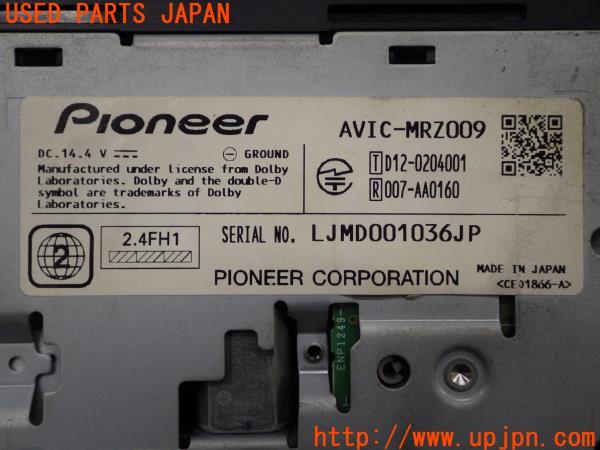 USED PARTS JAPAN
Pioneer
AVIC-MRZ009
DC.14.4 V
GROUND
Manufactured under license from Dolby
Laboratories. Dolby and the double-D
symbol are trademarks of Dolby
Laboratories.
T D12-0204001
R 007-AA0160
2
2.4FH1
SERIAL NO. LJMD001036JP
PIONEER CORPORATION
MADE IN JAPAN
<CE01866-A>
ENP1249-
http://www.upjpn.com/